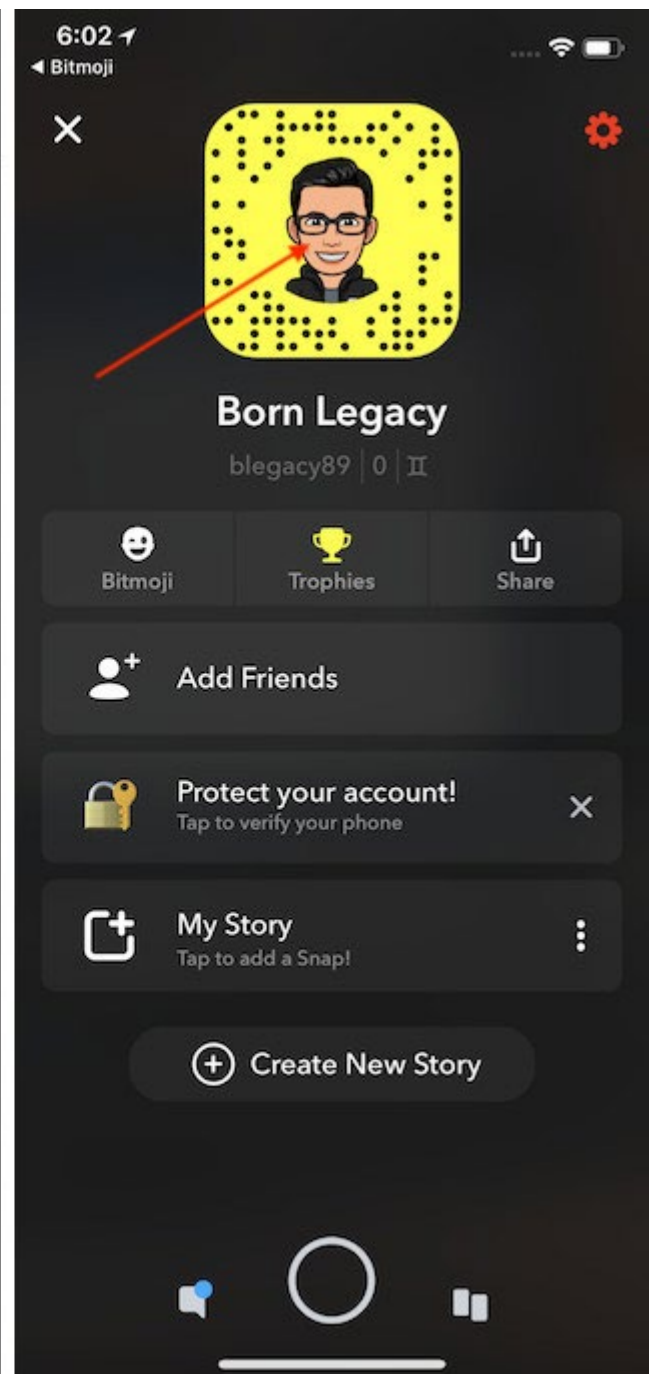 6:02
◀ Bitmoji
Born Legacy
blegacy89 | 0 | ♊
Bitmoji
Trophies
Share
Add Friends
Protect your account!
Tap to verify your phone
My Story
Tap to add a Snap!
Create New Story